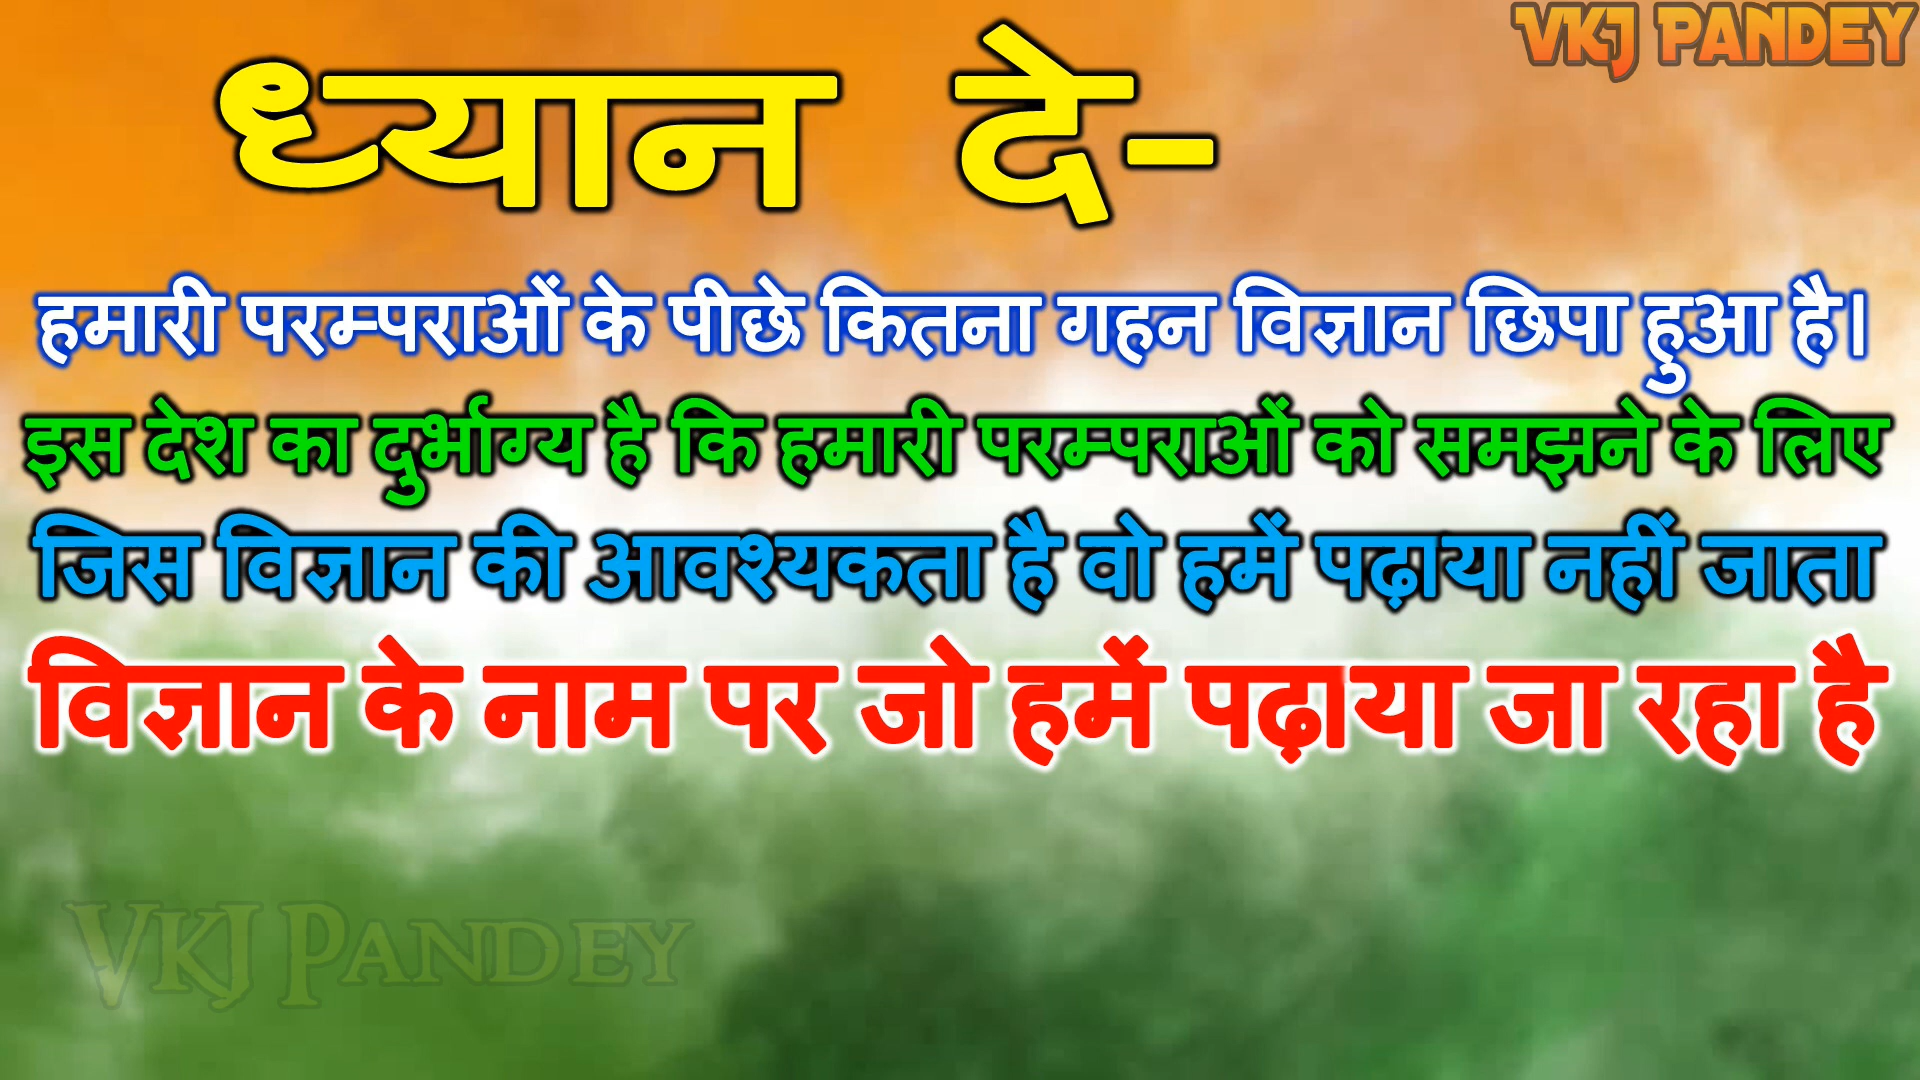 VKJ PANDEY
ध्यान दे-
हमारी परम्पराओं के पीछे कितना गहन विज्ञान छिपा हुआ है।
इस देश का दुर्भाग्य है कि हमारी परम्पराओं को समझने के लिए
जिस विज्ञान की आवश्यकता है वो हमें पढ़ाया नहीं जाता
विज्ञान के नाम पर जो हमें पढ़ाया जा रहा है
VKJ PANDEY